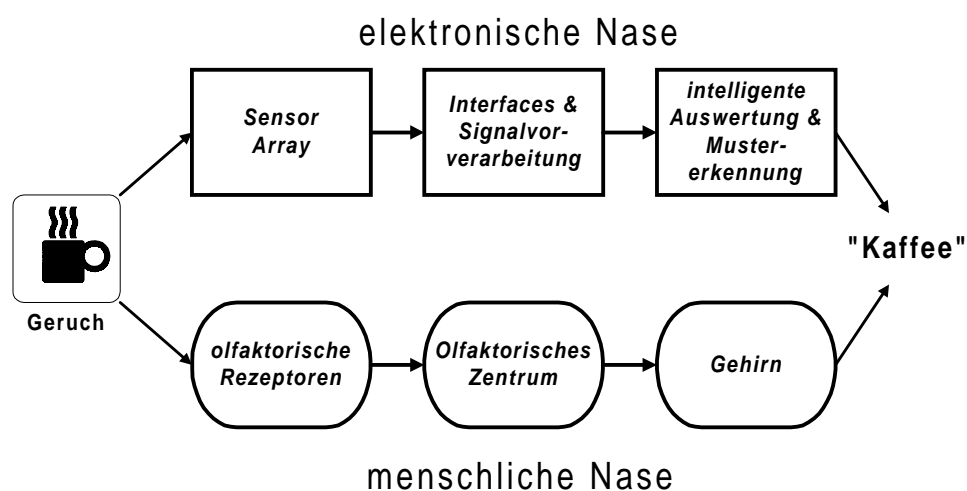 elektronische Nase
Sensor
Array
Interfaces &
Signalvor-
verarbeitung
intelligente
Auswertung &
Muster-
erkennung
"Kaffee"
Geruch
olfaktorische
Rezeptoren
Olfaktorisches
Zentrum
Gehirn
menschliche Nase